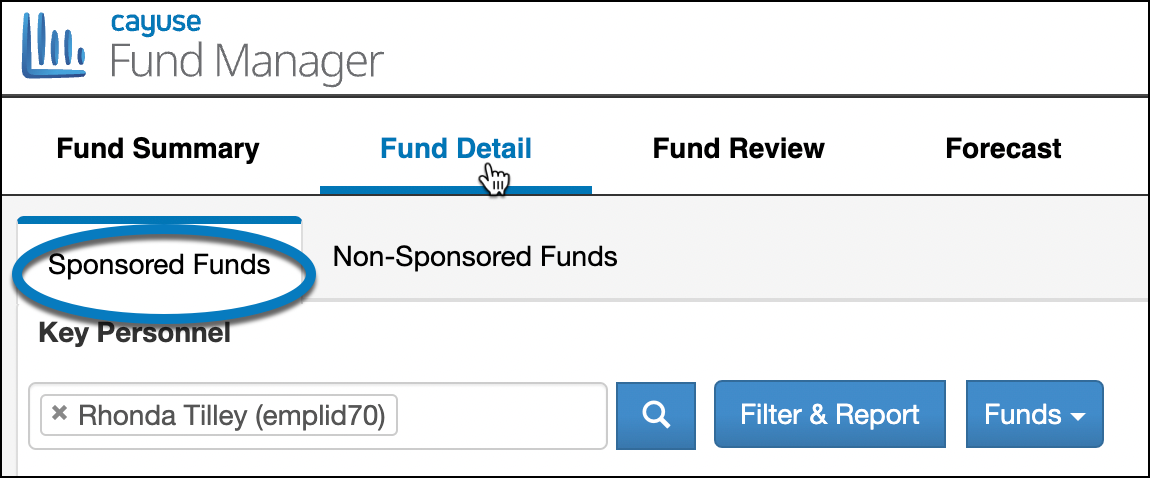 cayuse
Fund Manager
Fund Summary Fund Detail Fund Review Forecast
Sponsored Funds Non-Sponsored Funds
Key Personnel
× Rhonda Tilley (emplid70) Filter & Report Funds